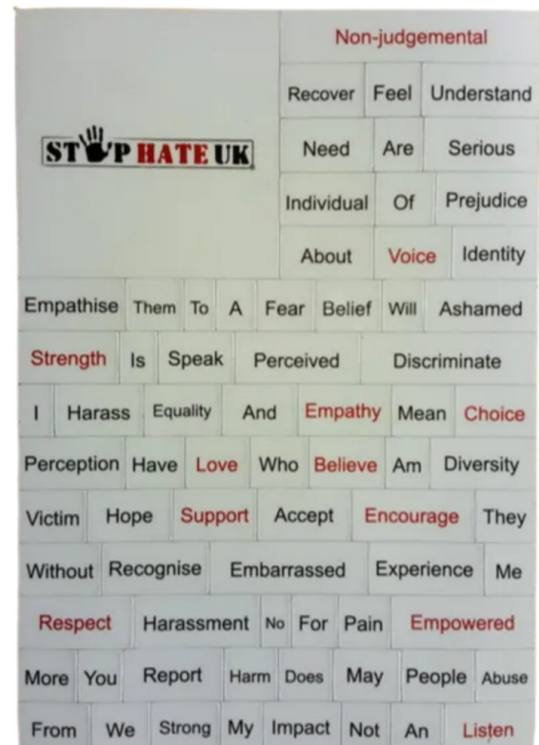 Non-judgemental
Recover Feel Understand
STOP HATE UK
Need Are Serious
Individual Of Prejudice
About Voice Identity
Empathise Them To A Fear Belief Will Ashamed
Strength Is Speak Perceived Discriminate
I Harass Equality And Empathy Mean Choice
Perception Have Love Who Believe Am Diversity
Victim Hope Support Accept Encourage They
Without Recognise Embarrassed Experience Me
Respect Harassment No For Pain Empowered
More You Report Harm Does May People Abuse
From We Strong My Impact Not An Listen